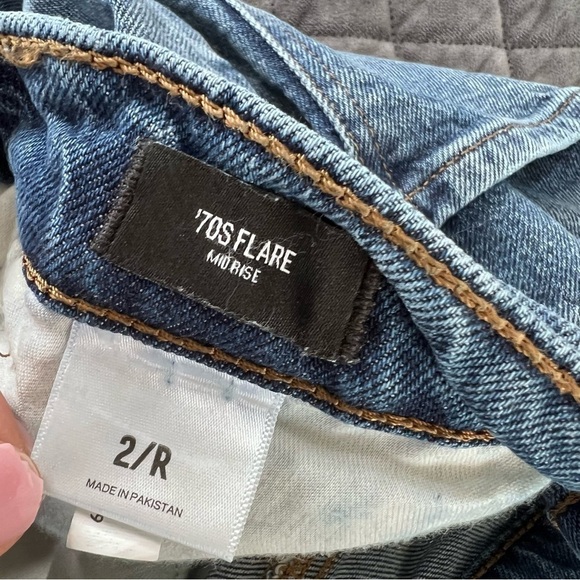 '70S FLARE
MID RISE
2/R
MADE IN PAKISTAN